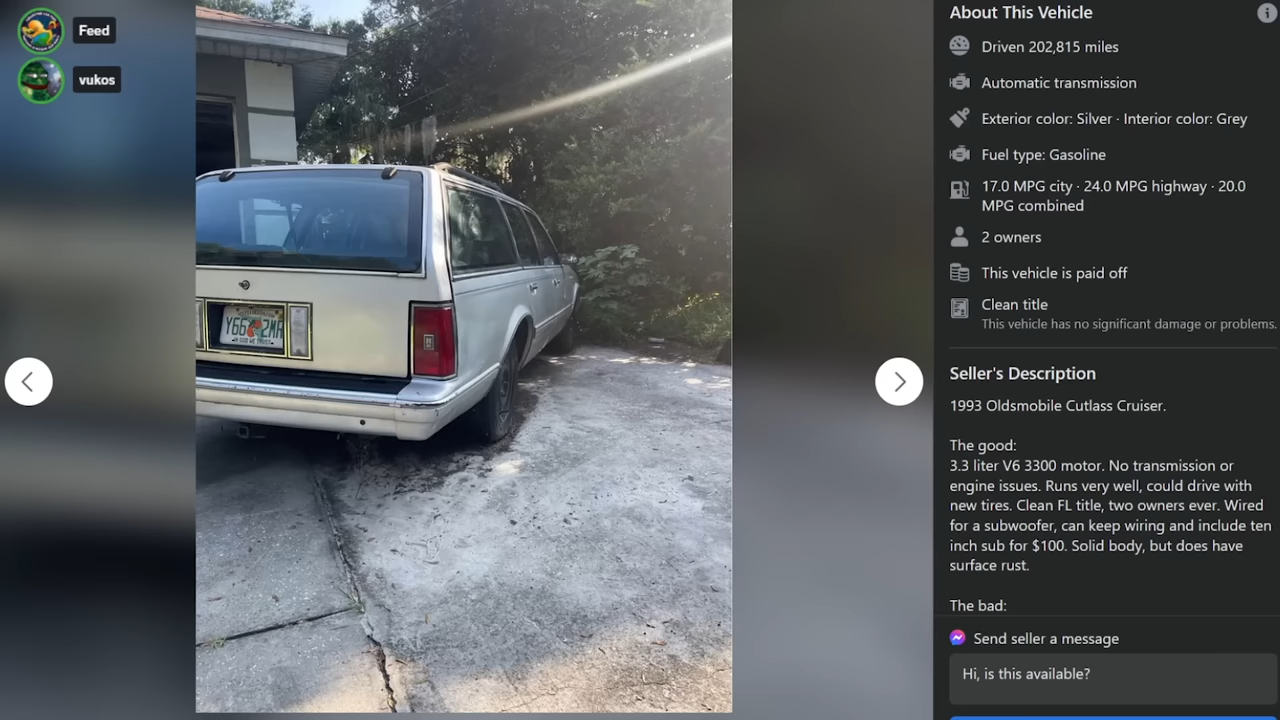 Feed
vukos
Y66 2MA
About This Vehicle
Driven 202,815 miles
Automatic transmission
Exterior color: Silver · Interior color: Grey
Fuel type: Gasoline
17.0 MPG city · 24.0 MPG highway · 20.0
MPG combined
2 owners
This vehicle is paid off
Clean title
This vehicle has no significant damage or problems.
Seller's Description
1993 Oldsmobile Cutlass Cruiser.
The good:
3.3 liter V6 3300 motor. No transmission or
engine issues. Runs very well, could drive with
new tires. Clean FL title, two owners ever. Wired
for a subwoofer, can keep wiring and include ten
inch sub for $100. Solid body, but does have
surface rust.
The bad:
Send seller a message
Hi, is this available?